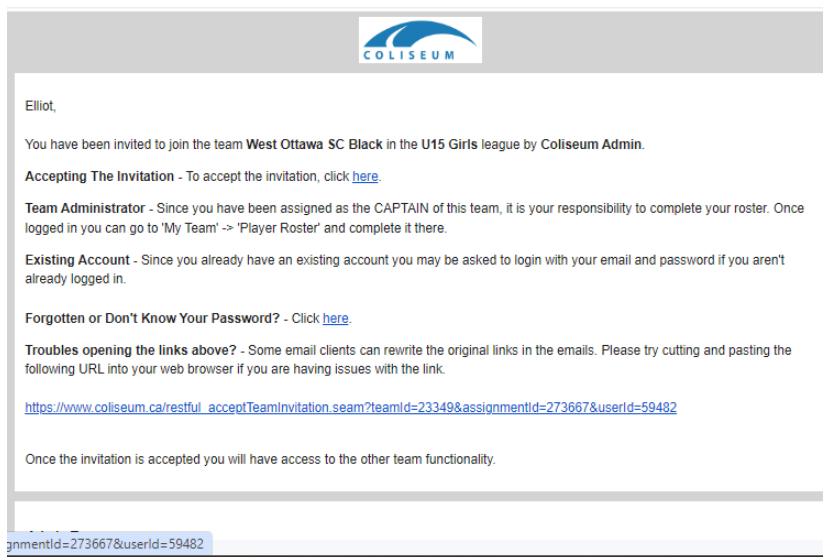 COLISEUM
Elliot,
You have been invited to join the team West Ottawa SC Black in the U15 Girls league by Coliseum Admin.
Accepting The Invitation - To accept the invitation, click here.
Team Administrator - Since you have been assigned as the CAPTAIN of this team, it is your responsibility to complete your roster. Once
logged in you can go to 'My Team' -> 'Player Roster' and complete it there.
Existing Account - Since you already have an existing account you may be asked to login with your email and password if you aren't
already logged in.
Forgotten or Don't Know Your Password? - Click here.
Troubles opening the links above? - Some email clients can rewrite the original links in the emails. Please try cutting and pasting the
following URL into your web browser if you are having issues with the link.
https://www.coliseum.ca/restful_acceptTeamInvitation.seam?teamId=23349&assignmentId=273667&userId=59482
Once the invitation is accepted you will have access to the other team functionality.
gnmentId=273667&userId=59482